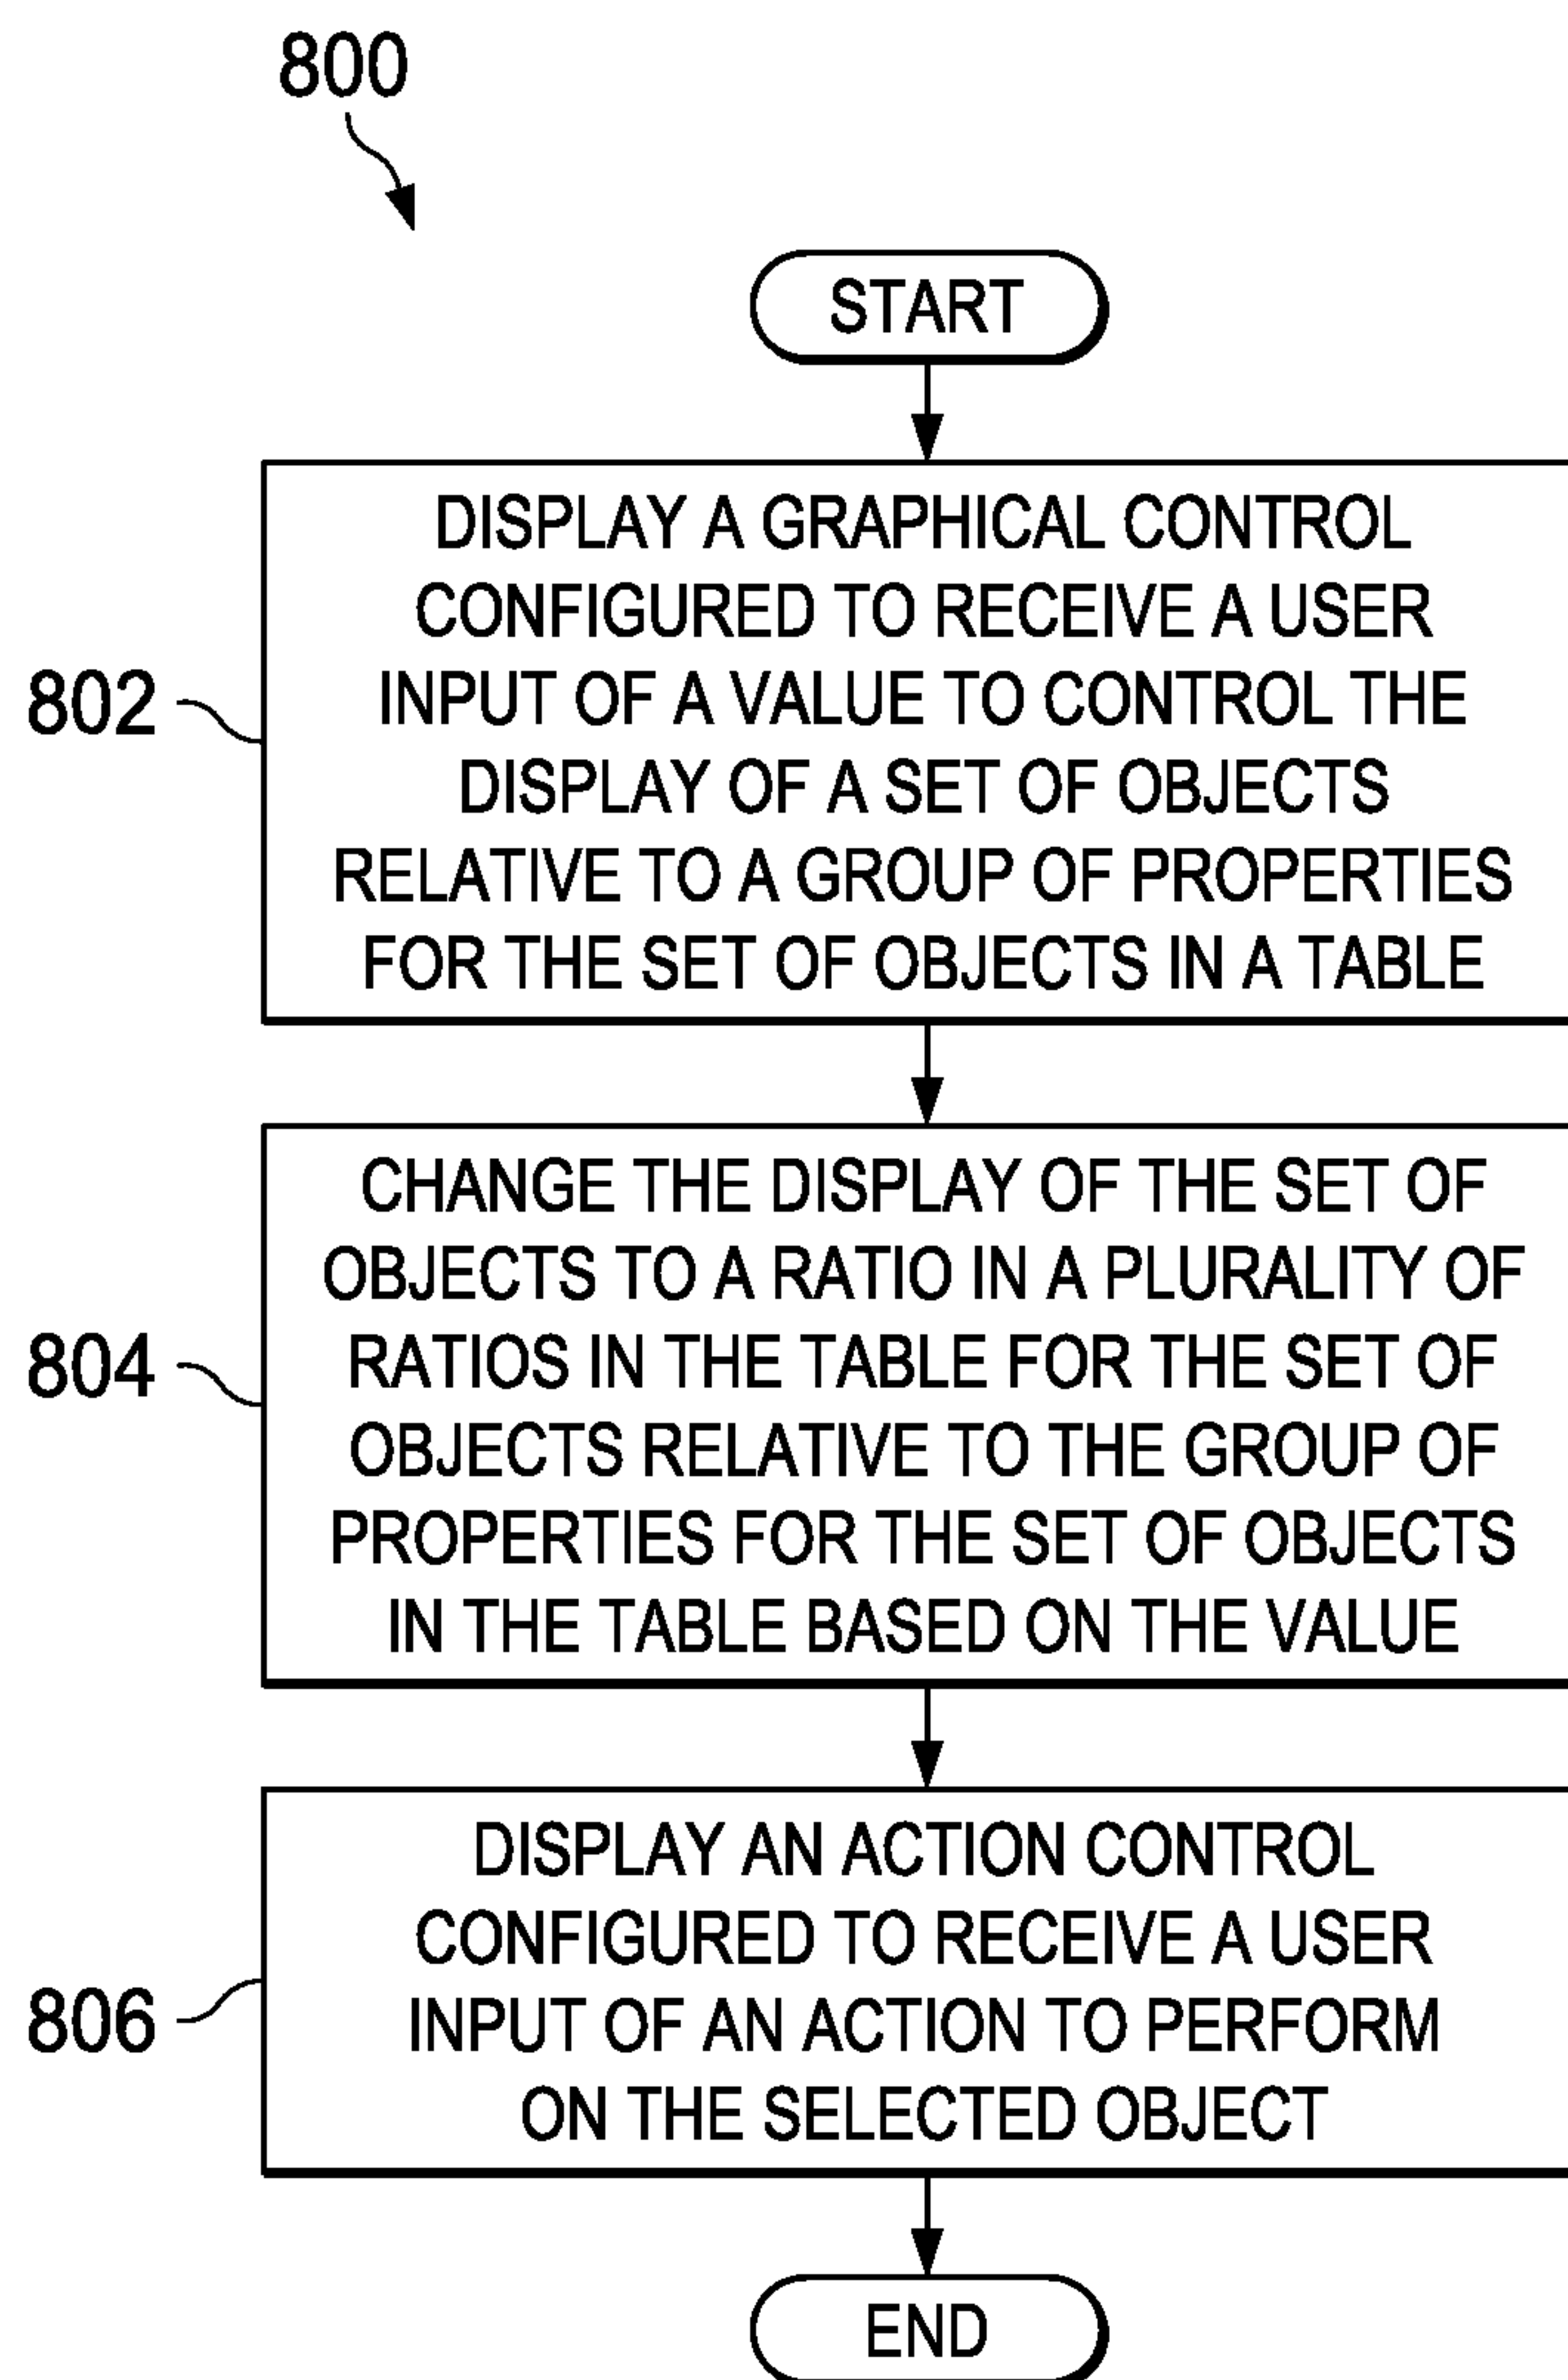 800
START
DISPLAY A GRAPHICAL CONTROL
CONFIGURED TO RECEIVE A USER
INPUT OF A VALUE TO CONTROL THE
DISPLAY OF A SET OF OBJECTS
RELATIVE TO A GROUP OF PROPERTIES
FOR THE SET OF OBJECTS IN A TABLE
802
CHANGE THE DISPLAY OF THE SET OF
OBJECTS TO A RATIO IN A PLURALITY OF
RATIOS IN THE TABLE FOR THE SET OF
OBJECTS RELATIVE TO THE GROUP OF
PROPERTIES FOR THE SET OF OBJECTS
IN THE TABLE BASED ON THE VALUE
804
DISPLAY AN ACTION CONTROL
CONFIGURED TO RECEIVE A USER
INPUT OF AN ACTION TO PERFORM
ON THE SELECTED OBJECT
806
END